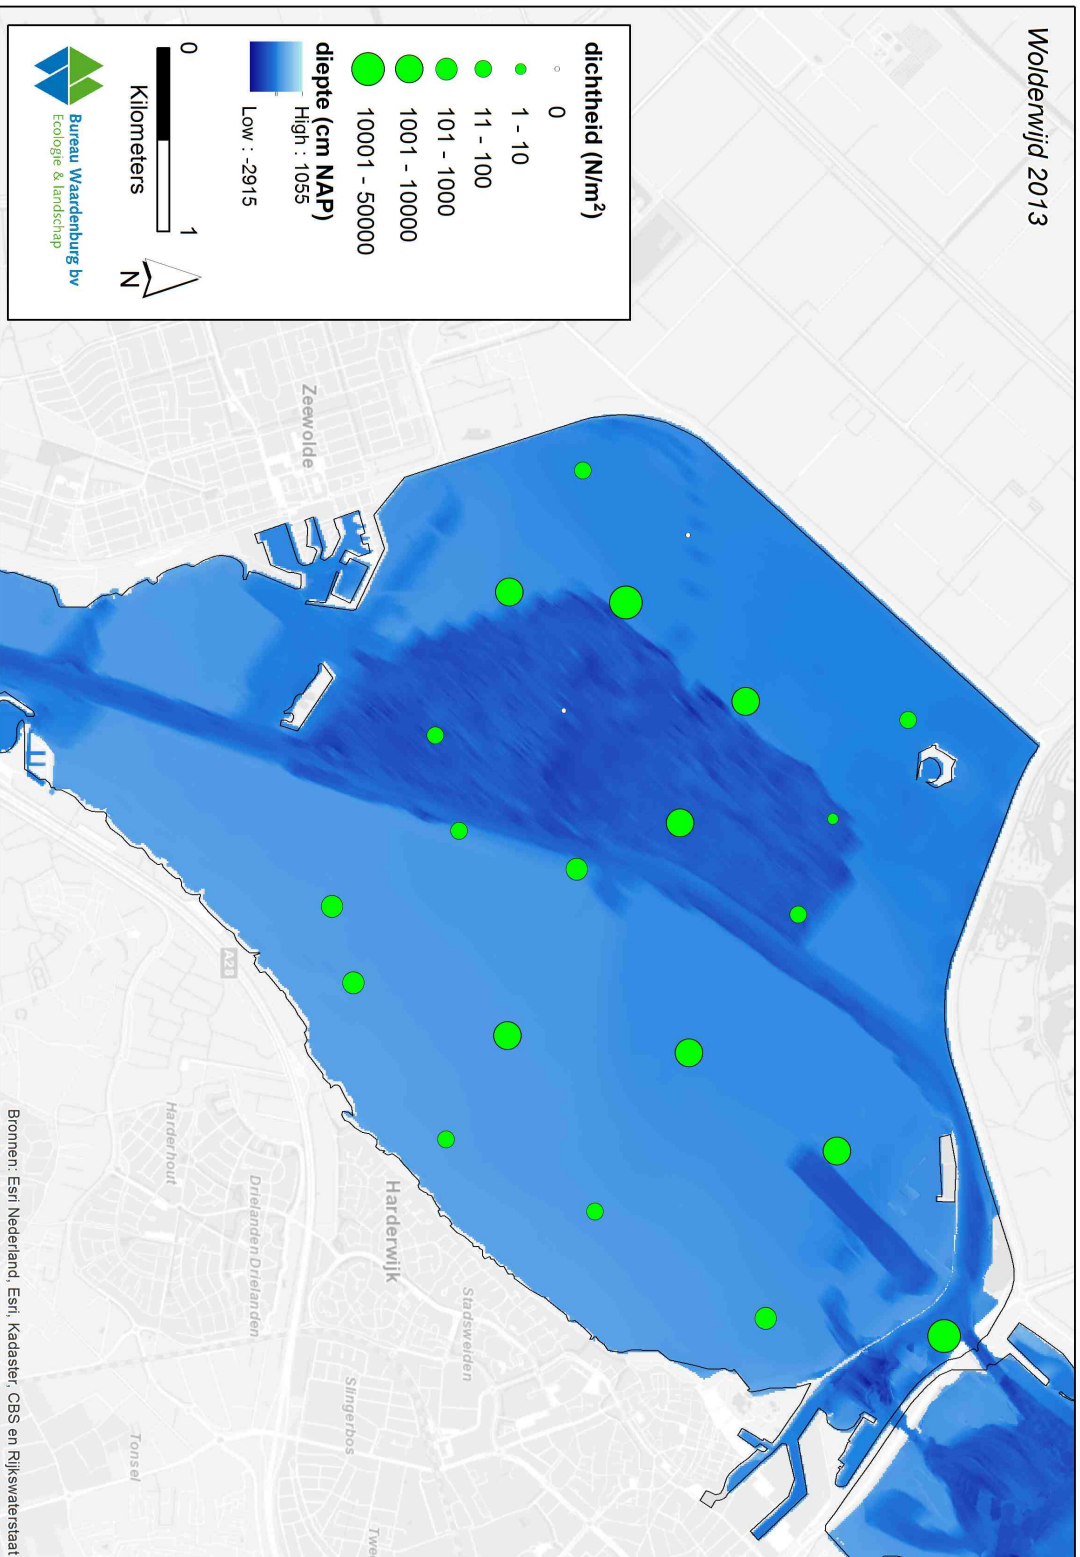 Wolderwijd 2013
dichtheid (N/m²)
0
1 - 10
11 - 100
101 - 1000
1001 - 10000
10001 - 50000
diepte (cm NAP)
High : 1055
Low : -2915
0 1
Kilometers
N
Bureau Waardenburg bv
Ecologie & landschap
Zeewolde
A28
Harderhout
Drielanden Drielanden
Harderwijk
Stadsweiden
Slingerbos
Tonsel
Twee
Bronnen: Esri Nederland, Esri, Kadaster, CBS en Rijkswaterstaat